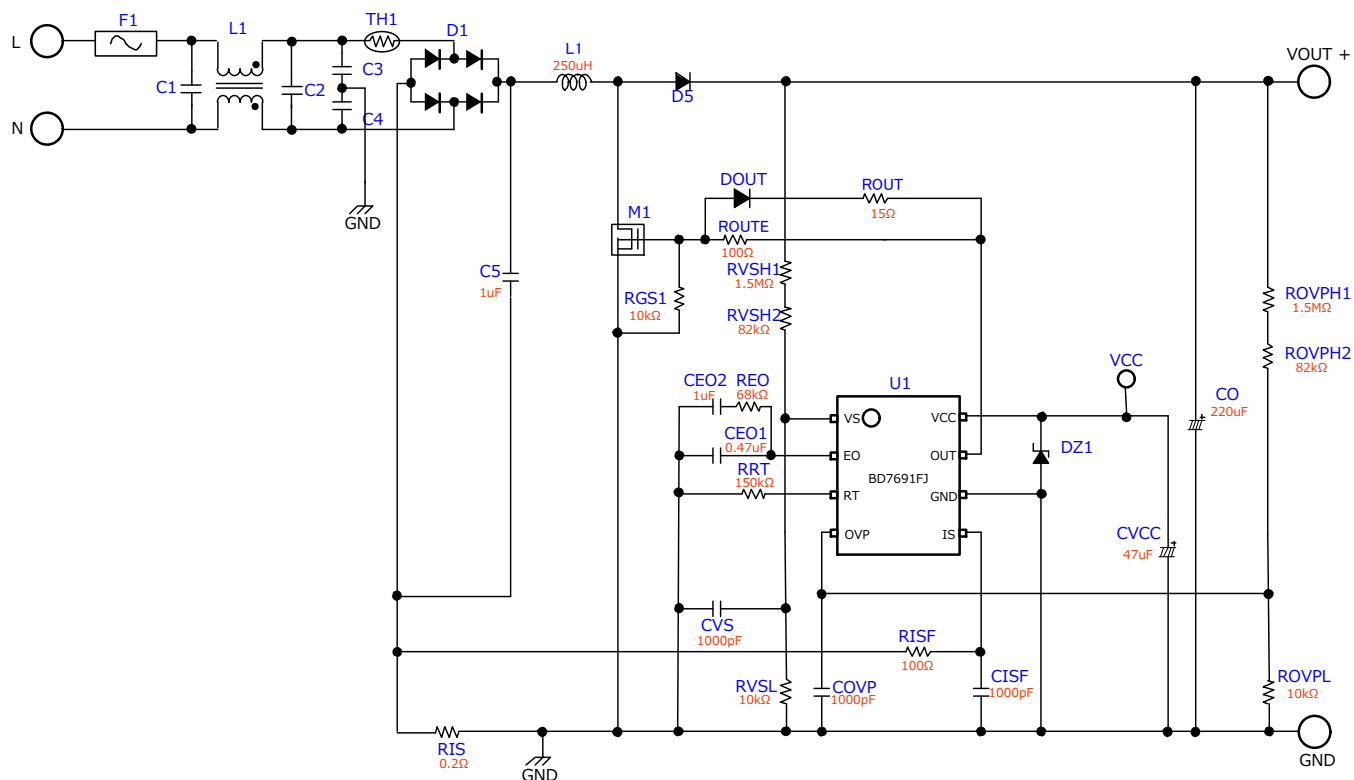 F1
L1
TH1
D1
L
C1
C2
C3
C4
N
GND
L1
250uH
D5
VOUT +
DOUT
ROUT
15Ω
M1
ROUTE
100Ω
C5
1uF
RVSH1
1.5MΩ
RGS1
10kΩ
RVSH2
82kΩ
ROVPH1
1.5MΩ
ROVPH2
82kΩ
VCC
CEO2
1uF
REO
68kΩ
U1
CO
220uF
VS
VCC
CEO1
0.47uF
EO
OUT
DZ1
BD7691FJ
RRT
150kΩ
RT
GND
OVP
IS
CVCC
47uF
CVS
1000pF
RISF
100Ω
RVSL
10kΩ
COVP
1000pF
CISF
1000pF
ROVPL
10kΩ
RIS
0.2Ω
GND
GND